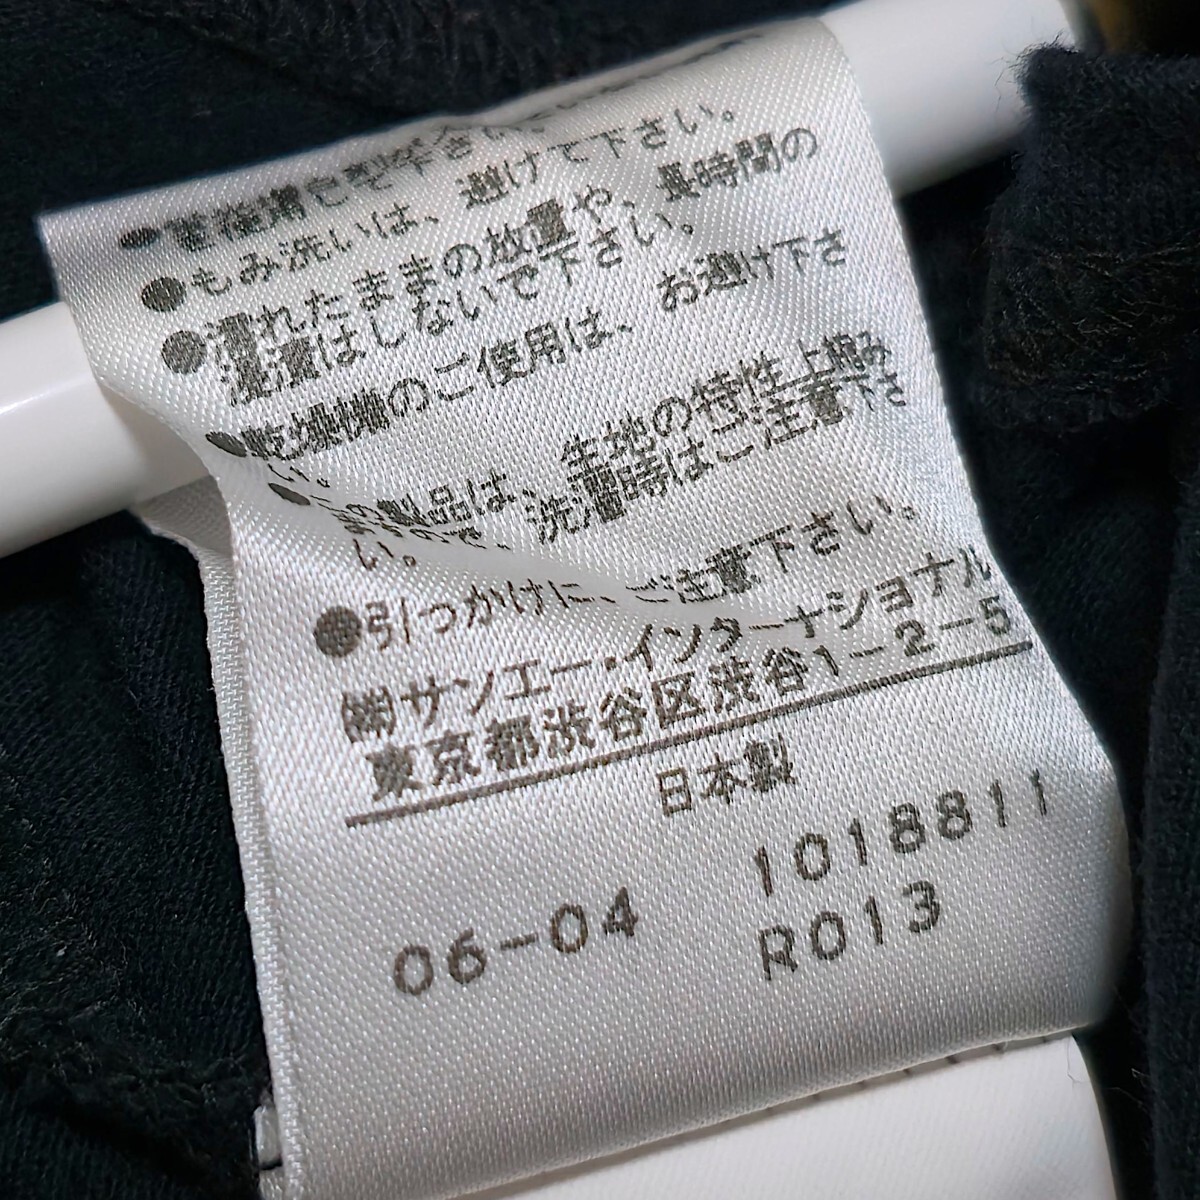 ●もみ洗いは、避けて下さい。
●濡れたままの放置や、長時間の
浸漬はしないで下さい。
●乾燥機のご使用は、お避け下さ
い。
製品は、生地の特性上縮み
ますので、洗濯時はご注意下さ
い。
●引っかけに、ご注意下さい。
㈱サンエー・インターナショナル
東京都渋谷区渋谷1-2-5
日本製
1018811
06-04 R013